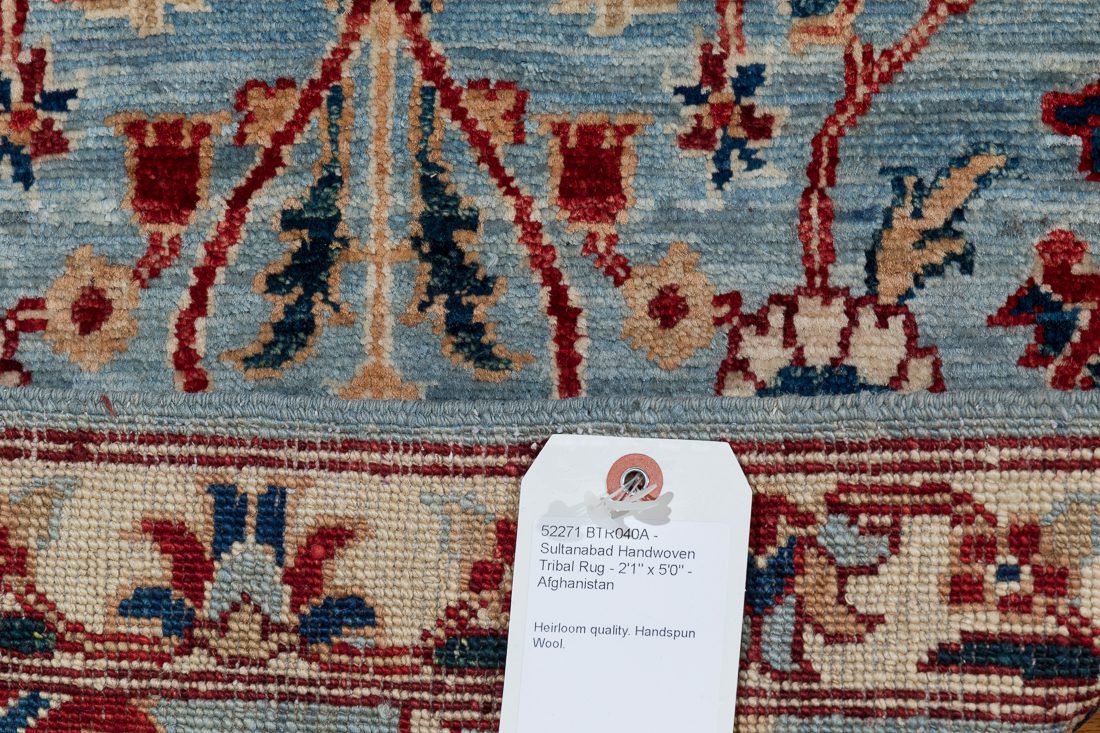 52271 BTR040A -
Sultanabad Handwoven
Tribal Rug - 2'1" x 5'0" -
Afghanistan
Heirloom quality. Handspun
Wool.